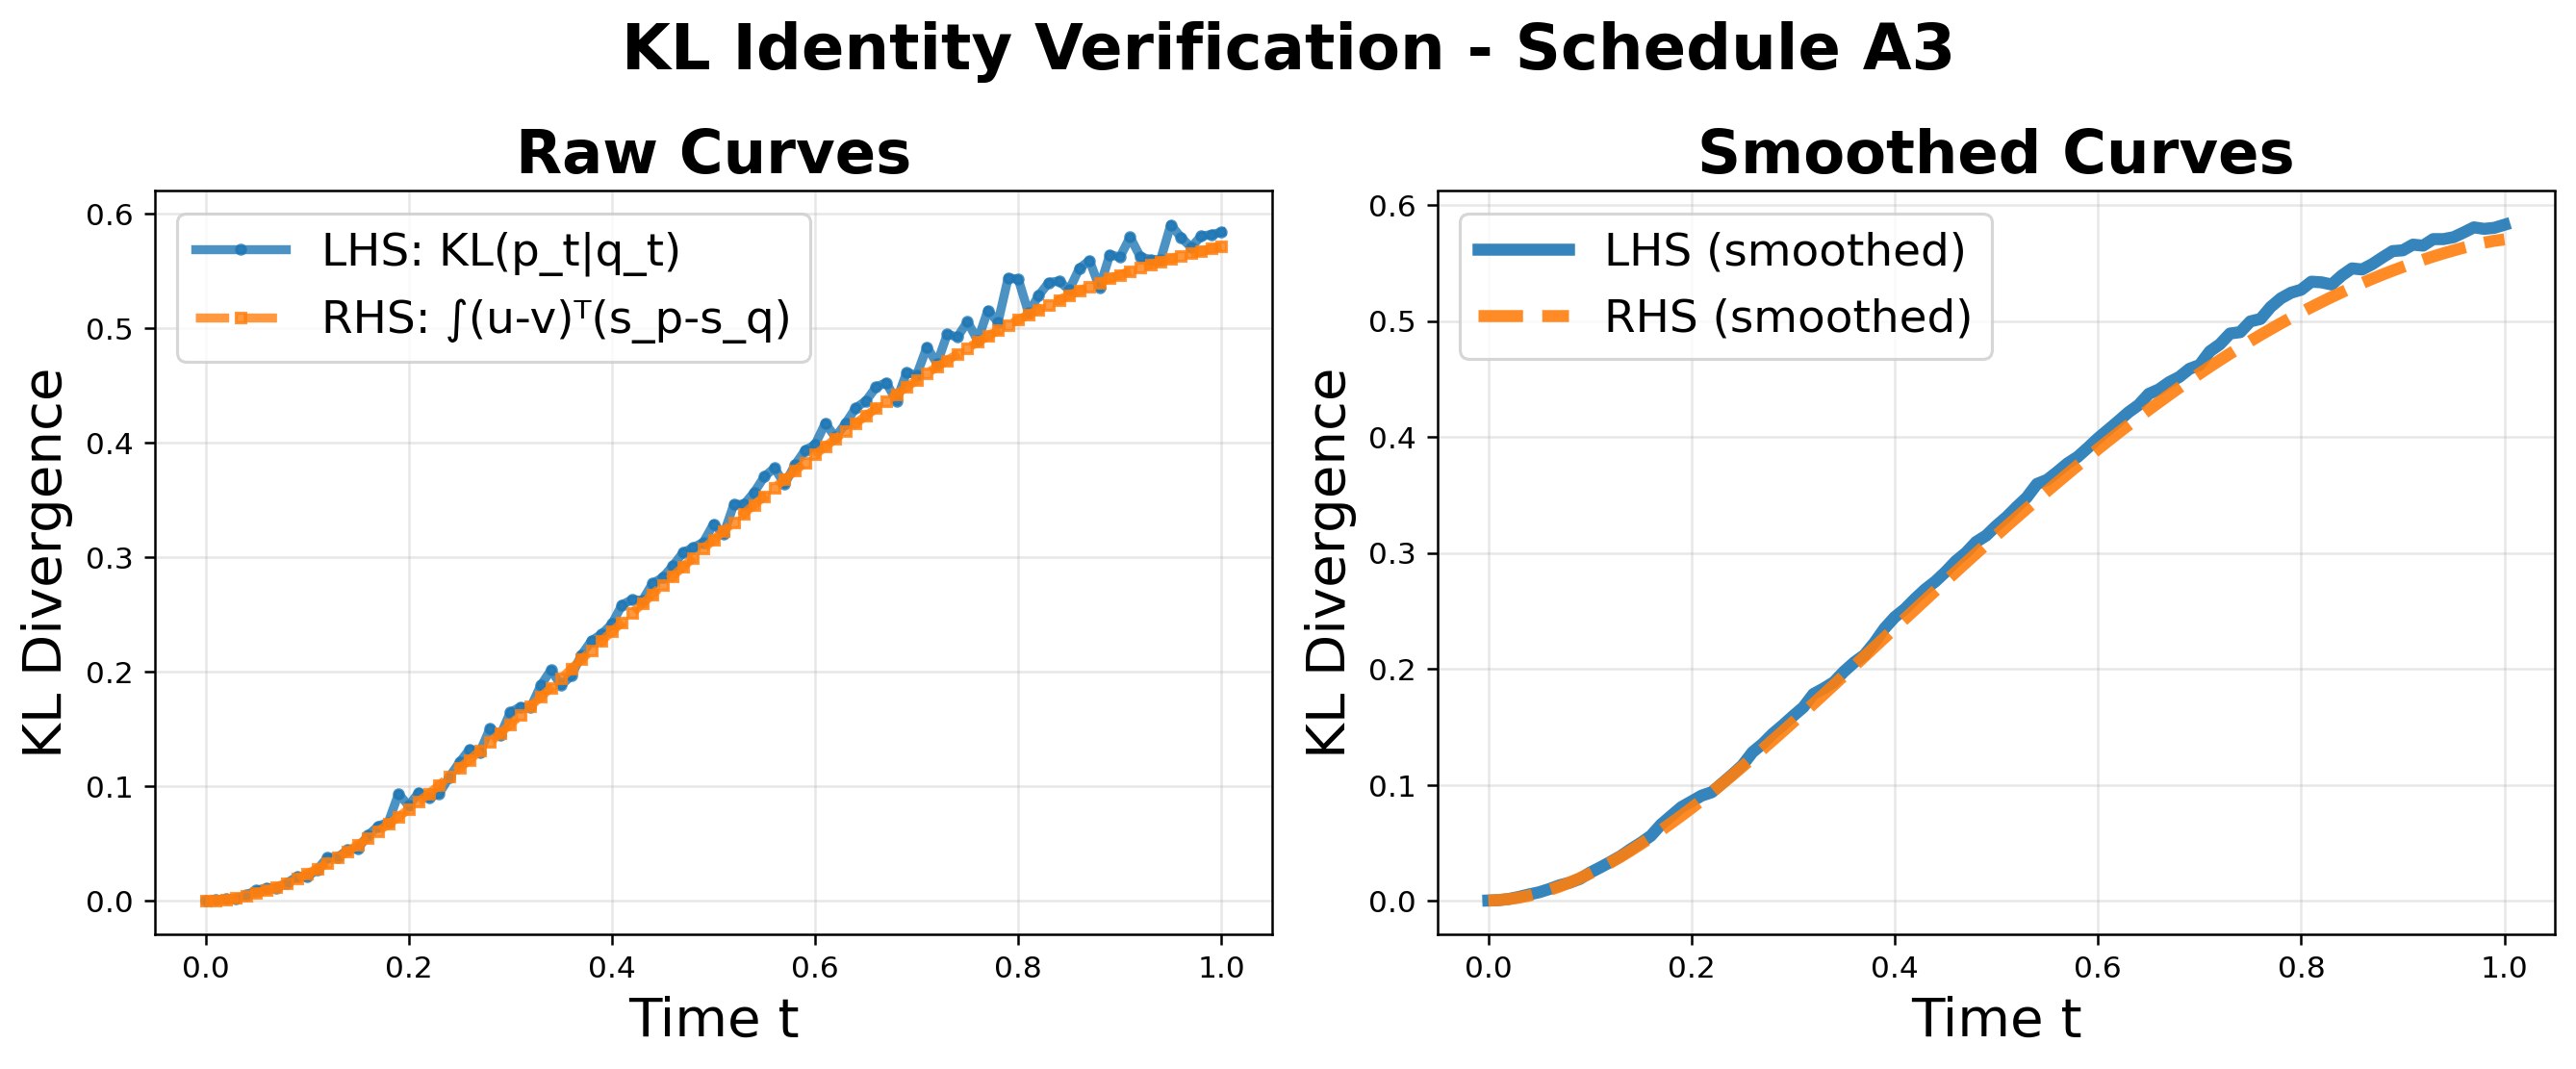 KL Identity Verification - Schedule A3
Raw Curves
KL Divergence
0.6
0.5
0.4
0.3
0.2
0.1
0.0
LHS: KL(p_t|q_t)
RHS: ∫(u-v)ᵀ(s_p-s_q)
0.0 0.2 0.4 0.6 0.8 1.0
Time t
Smoothed Curves
KL Divergence
0.6
0.5
0.4
0.3
0.2
0.1
0.0
LHS (smoothed)
RHS (smoothed)
0.0 0.2 0.4 0.6 0.8 1.0
Time t